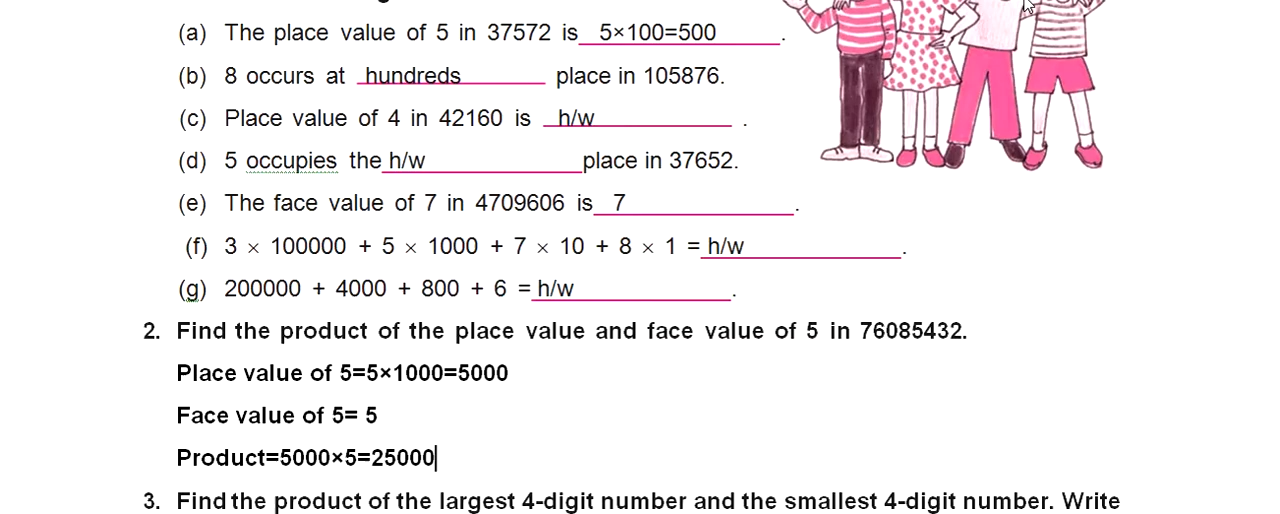 (a) The place value of 5 in 37572 is 5×100=500.
(b) 8 occurs at hundreds place in 105876.
(c) Place value of 4 in 42160 is h/w.
(d) 5 occupies the h/w place in 37652.
(e) The face value of 7 in 4709606 is 7.
(f) 3 × 100000 + 5 × 1000 + 7 × 10 + 8 × 1 = h/w.
(g) 200000 + 4000 + 800 + 6 = h/w.
2. Find the product of the place value and face value of 5 in 76085432.
Place value of 5=5×1000=5000
Face value of 5= 5
Product=5000×5=25000
3. Find the product of the largest 4-digit number and the smallest 4-digit number. Write